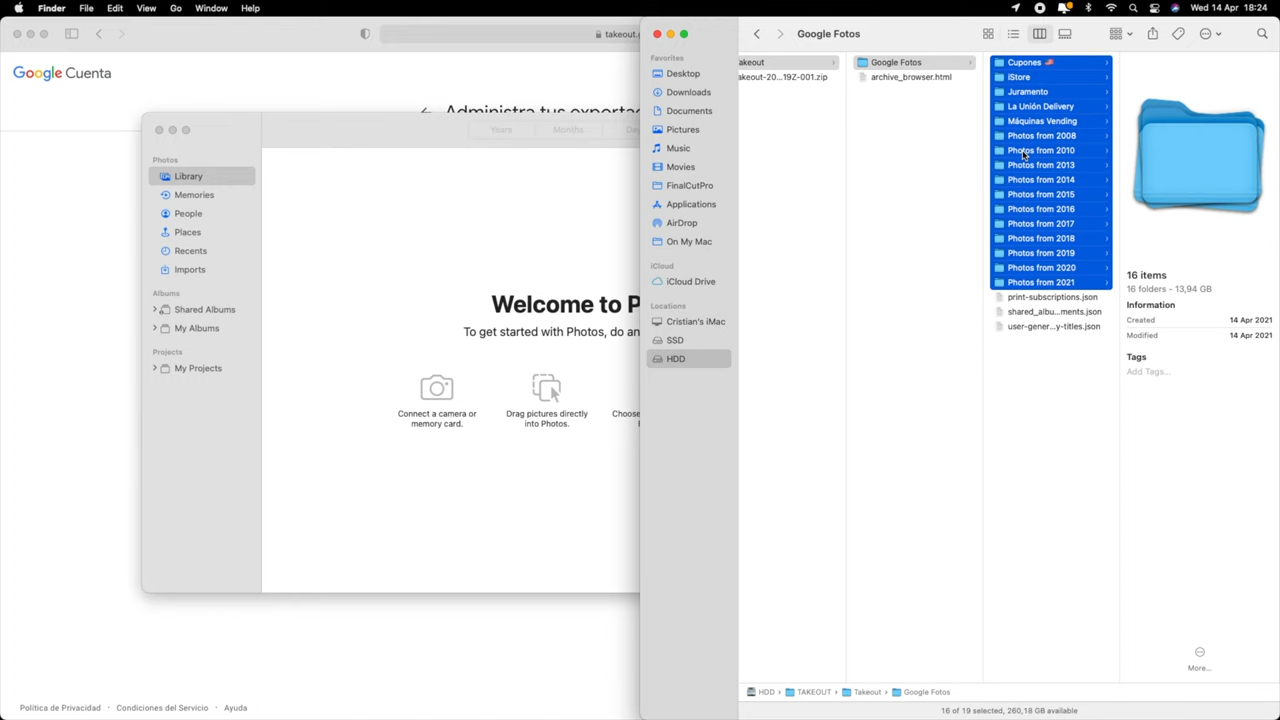 Finder File Edit View Go Window Help
Wed 14 Apr 18:24
takeout.g
Google Cuenta
Administra tus exportac
Years Months Day
Photos
Library
Memories
People
Places
Recents
Imports
Albums
Shared Albums
My Albums
Projects
My Projects
Welcome to P
To get started with Photos, do an
Connect a camera or
memory card.
Drag pictures directly
into Photos.
Choose
Política de Privacidad · Condiciones del Servicio · Ayuda
Favorites
Desktop
Downloads
Documents
Pictures
Music
Movies
FinalCutPro
Applications
AirDrop
On My Mac
iCloud
iCloud Drive
Locations
Cristian's iMac
SSD
HDD
Google Fotos
akeout
akeout-20...19Z-001.zip
Google Fotos
archive_browser.html
Cupones
iStore
Juramento
La Unión Delivery
Máquinas Vending
Photos from 2008
Photos from 2010
Photos from 2013
Photos from 2014
Photos from 2015
Photos from 2016
Photos from 2017
Photos from 2018
Photos from 2019
Photos from 2020
Photos from 2021
print-subscriptions.json
shared_albu...ments.json
user-gener...y-titles.json
16 items
16 folders - 13,94 GB
Information
Created 14 Apr 2021
Modified 14 Apr 2021
Tags
Add Tags...
More...
HDD › TAKEOUT › Takeout › Google Fotos
16 of 19 selected, 260,18 GB available